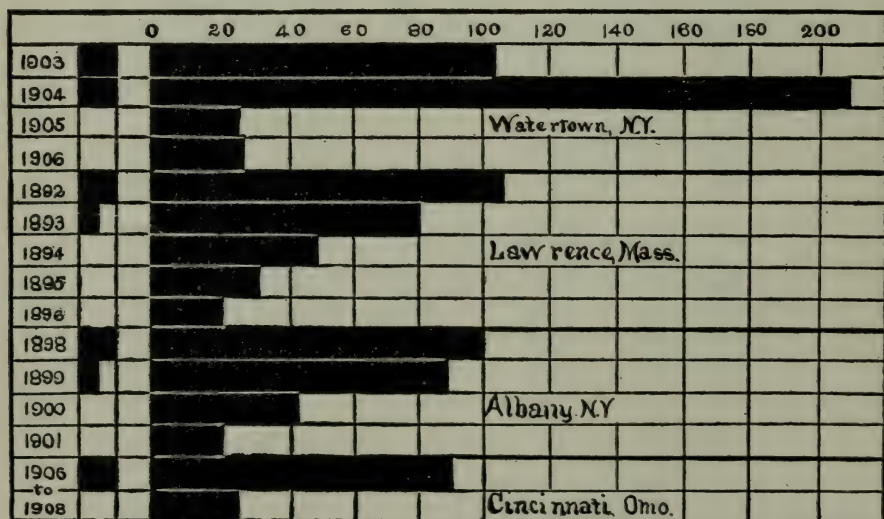 0 20 40 60 80 100 120 140 160 180 200
1903
1904
1905 Watertown, N.Y.
1906
1892
1893
1894 Lawrence, Mass.
1895
1896
1898
1899
1900 Albany N.Y
1901
1906
to
1908 Cincinnati, Ohio.